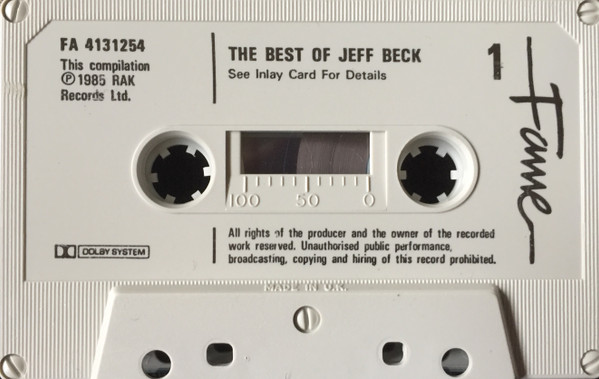 FA 4131254
This compilation
Ⓟ 1985 RAK
Records Ltd.
THE BEST OF JEFF BECK
See Inlay Card For Details
1
Fame
100 50 0
DOLBY SYSTEM
All rights of the producer and the owner of the recorded
work reserved. Unauthorised public performance,
broadcasting, copying and hiring of this record prohibited.
MADE IN U.K.